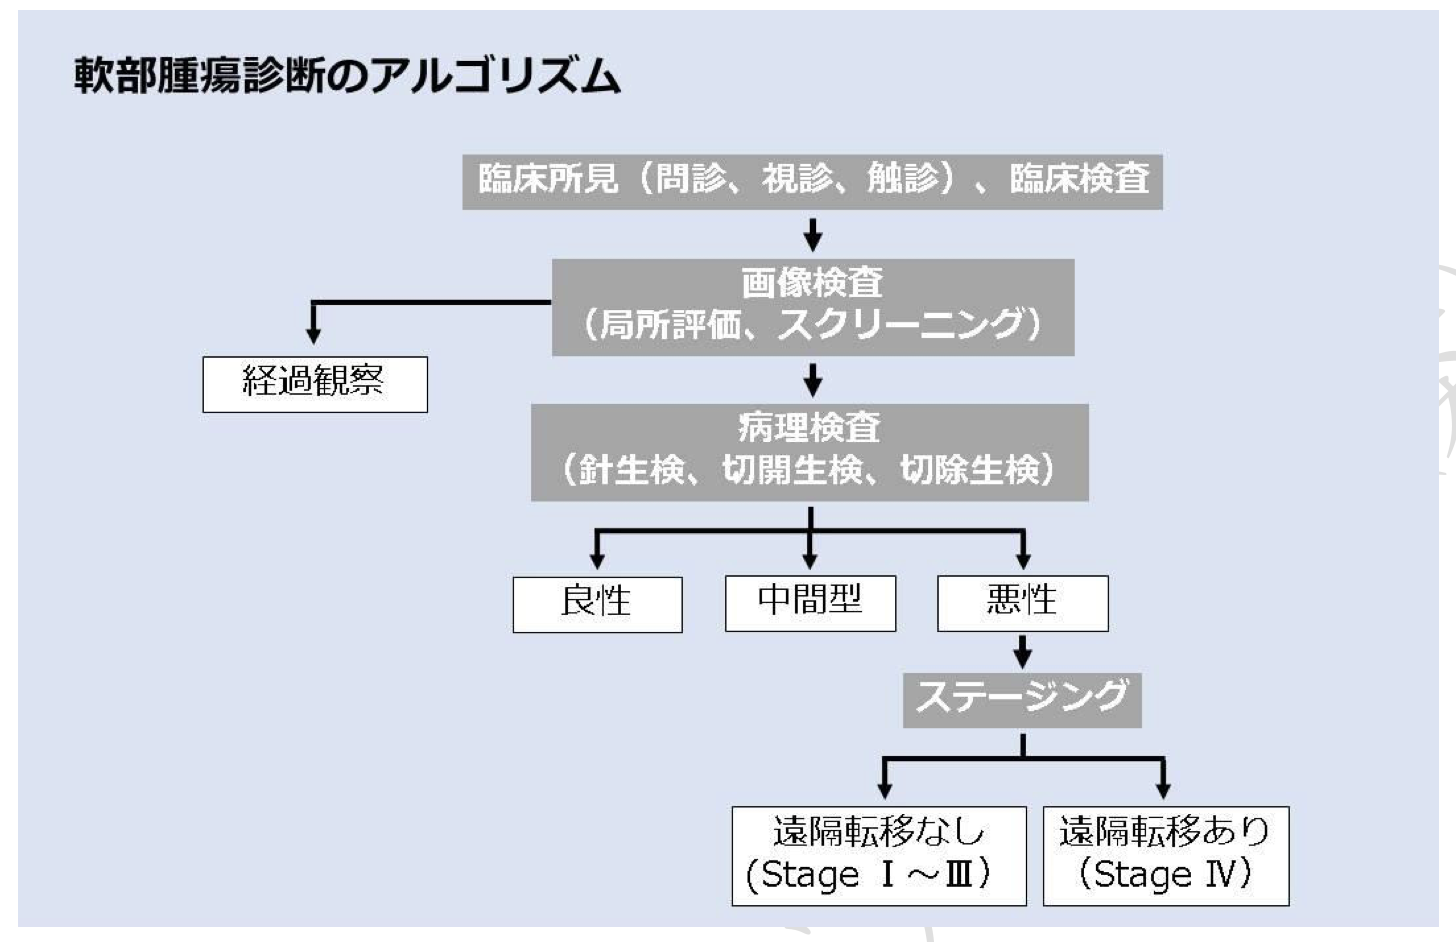 軟部腫瘍診断のアルゴリズム
臨床所見（問診、視診、触診）、臨床検査
画像検査
（局所評価、スクリーニング）
経過観察
病理検査
（針生検、切開生検、切除生検）
良性
中間型
悪性
ステージング
遠隔転移なし
(Stage Ⅰ～Ⅲ）
遠隔転移あり
（Stage Ⅳ）